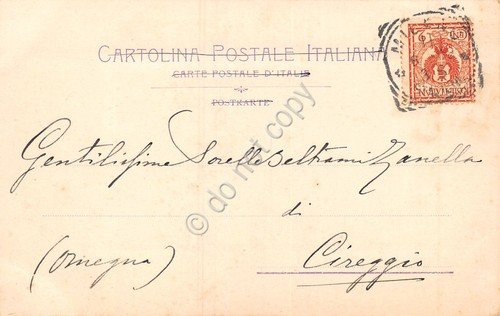 CARTOLINA POSTALE ITALIANA
CARTE POSTALE D'ITALIE
POSTKARTE
Gentilissime Sorelle Beltrami Zanella
di
(Omegna) Cireggio
© do not copy